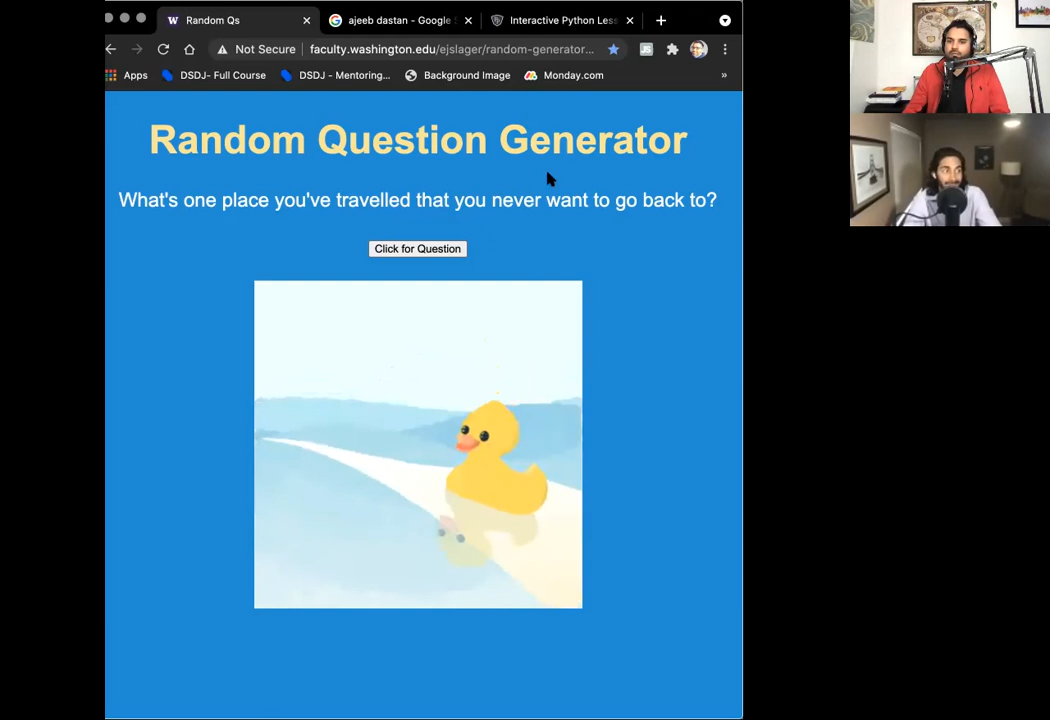 Random Qs
ajeeb dastan - Google
Interactive Python Less
Not Secure
faculty.washington.edu/ejslager/random-generator...
Apps
DSDJ- Full Course
DSDJ - Mentoring...
Background Image
Monday.com
»
Random Question Generator
What's one place you've travelled that you never want to go back to?
Click for Question